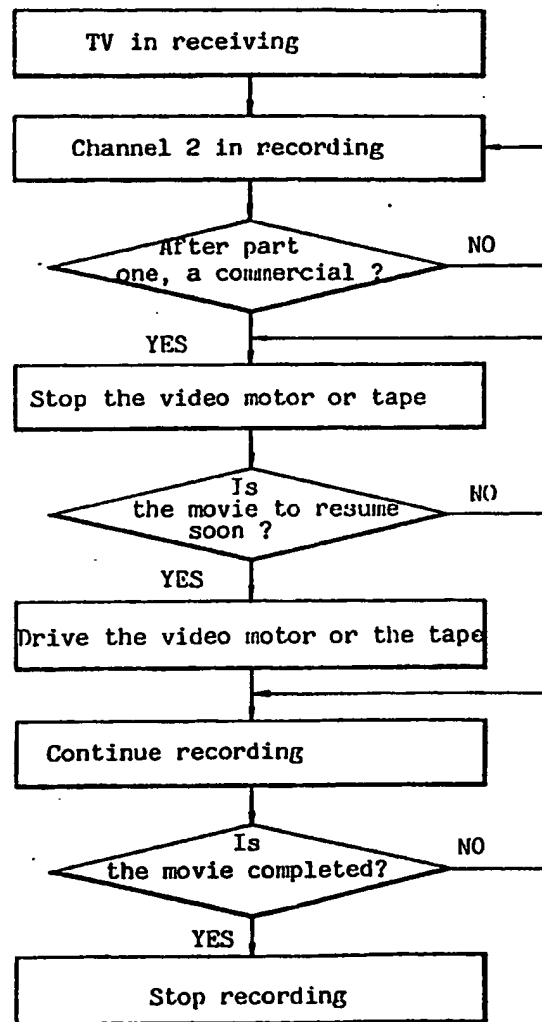 TV in receiving
Channel 2 in recording
After part
one, a commercial ?
NO
YES
Stop the video motor or tape
Is
the movie to resume
soon ?
NO
YES
Drive the video motor or the tape
Continue recording
Is
the movie completed?
NO
YES
Stop recording